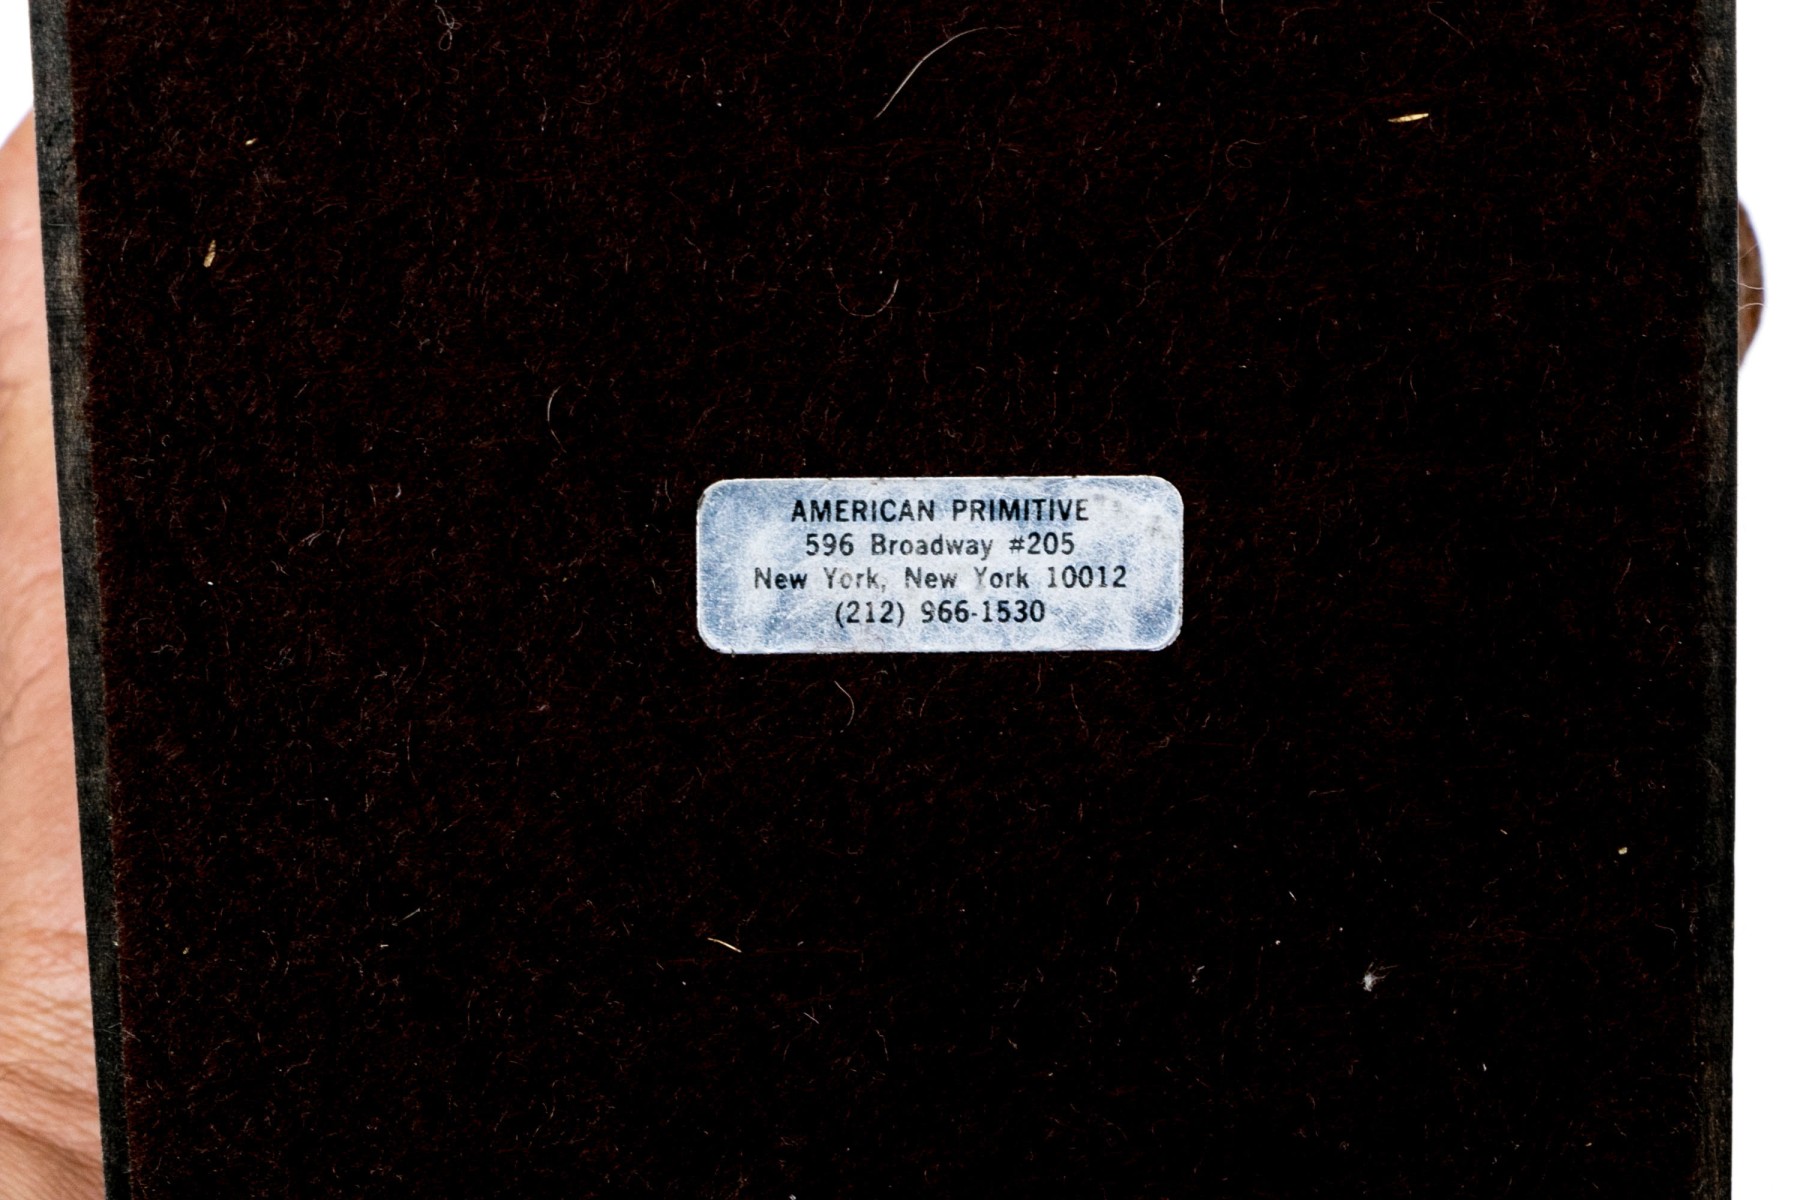 AMERICAN PRIMITIVE
596 Broadway #205
New York, New York 10012
(212) 966-1530